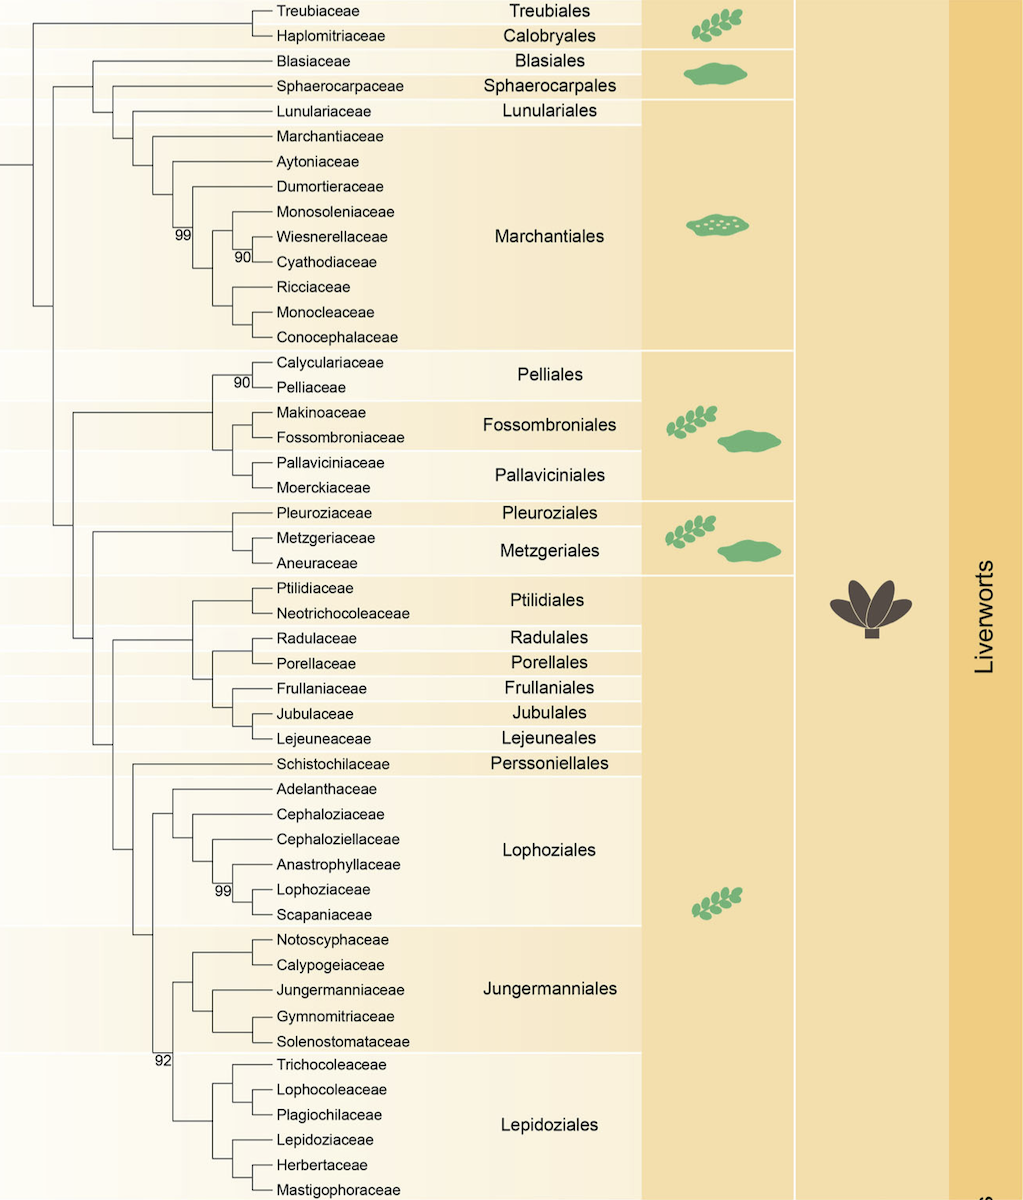 Treubiaceae Treubiales
Haplomitriaceae Calobryales
Blasiaceae Blasiales
Sphaerocarpaceae Sphaerocarpales
Lunulariaceae Lunulariales
Marchantiaceae
Aytoniaceae
Dumortieraceae
Monosoleniaceae
99
Wiesnerellaceae Marchantiales
90
Cyathodiaceae
Ricciaceae
Monocleaceae
Conocephalaceae
Calyculariaceae
Pelliales
90
Pelliaceae
Makinoaceae
Fossombroniales
Fossombroniaceae
Pallaviciniaceae
Pallaviciniales
Moerckiaceae
Pleuroziaceae Pleuroziales
Metzgeriaceae
Metzgeriales
Aneuraceae
Ptilidiaceae
Ptilidiales
Neotrichocoleaceae
Liverworts
Radulaceae Radulales
Porellaceae Porellales
Frullaniaceae Frullaniales
Jubulaceae Jubulales
Lejeuneaceae Lejeuneales
Schistochilaceae Perssoniellales
Adelanthaceae
Cephaloziaceae
Cephaloziellaceae
Lophoziales
Anastrophyllaceae
99
Lophoziaceae
Scapaniaceae
Notoscyphaceae
Calypogeiaceae
Jungermanniaceae Jungermanniales
Gymnomitriaceae
Solenostomataceae
92
Trichocoleaceae
Lophocoleaceae
Plagiochilaceae
Lepidoziales
Lepidoziaceae
Herbertaceae
Mastigophoraceae